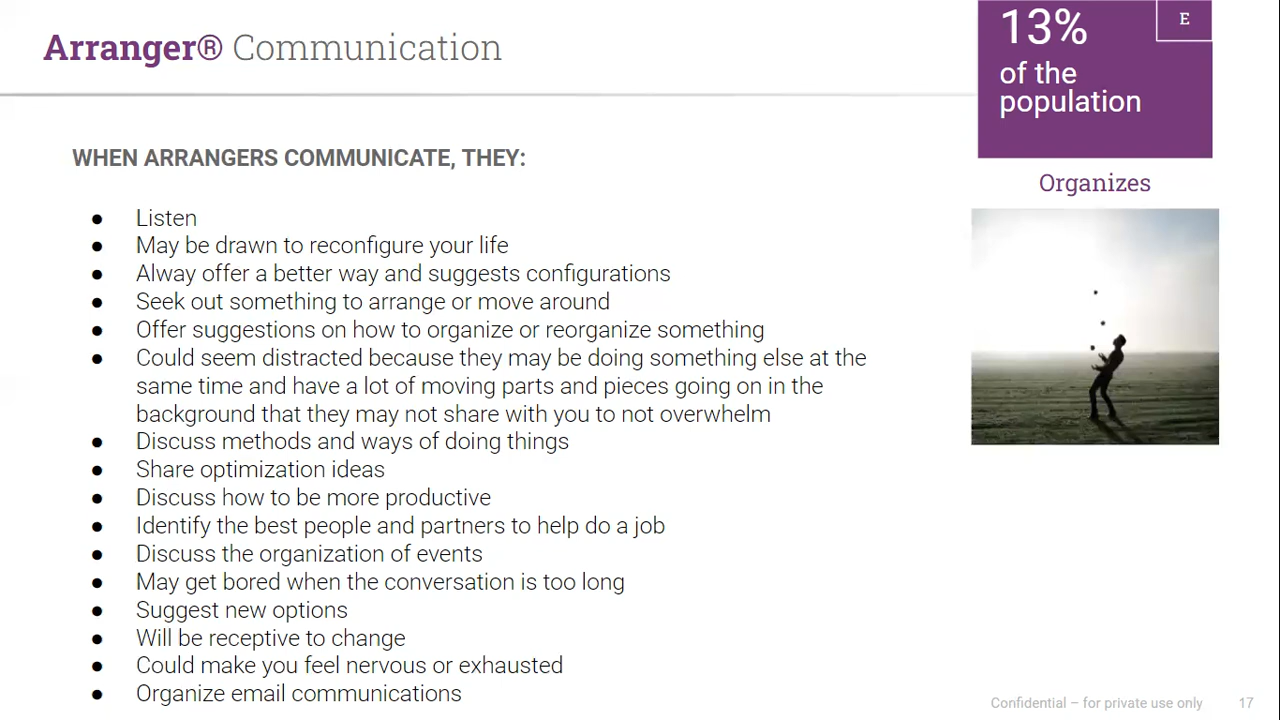 Arranger® Communication
13%
E
of the
population
WHEN ARRANGERS COMMUNICATE, THEY:
Organizes
● Listen
● May be drawn to reconfigure your life
● Alway offer a better way and suggests configurations
● Seek out something to arrange or move around
● Offer suggestions on how to organize or reorganize something
● Could seem distracted because they may be doing something else at the
same time and have a lot of moving parts and pieces going on in the
background that they may not share with you to not overwhelm
● Discuss methods and ways of doing things
● Share optimization ideas
● Discuss how to be more productive
● Identify the best people and partners to help do a job
● Discuss the organization of events
● May get bored when the conversation is too long
● Suggest new options
● Will be receptive to change
● Could make you feel nervous or exhausted
● Organize email communications
Confidential – for private use only 17